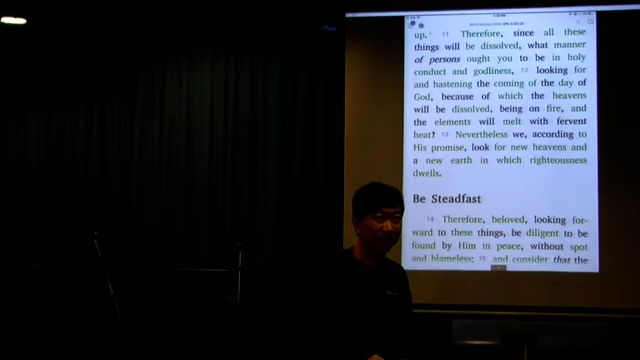 up. 11 Therefore, since all these
things will be dissolved, what manner
of persons ought you to be in holy
conduct and godliness, 12 looking for
and hastening the coming of the day of
God, because of which the heavens
will be dissolved, being on fire, and
the elements will melt with fervent
heat? 13 Nevertheless we, according to
His promise, look for new heavens and
a new earth in which righteousness
dwells.
Be Steadfast
14 Therefore, beloved, looking for-
ward to these things, be diligent to be
found by Him in peace, without spot
and blameless; 15 and consider that the